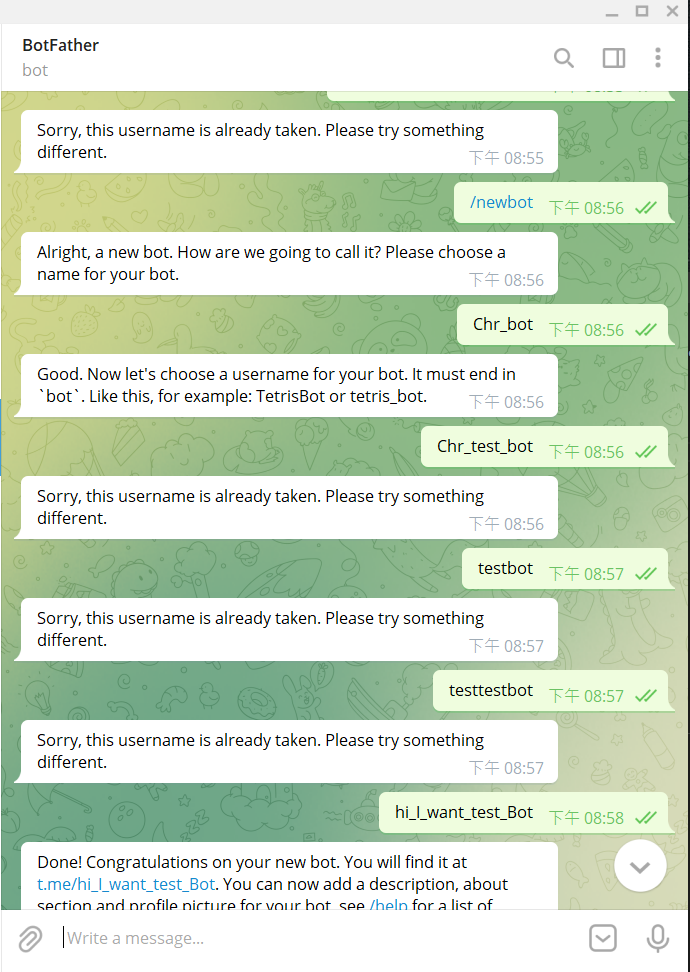 BotFather
bot
Sorry, this username is already taken. Please try something
different.
下午 08:55
/newbot 下午 08:56
Alright, a new bot. How are we going to call it? Please choose a
name for your bot.
下午 08:56
Chr_bot 下午 08:56
Good. Now let's choose a username for your bot. It must end in
`bot`. Like this, for example: TetrisBot or tetris_bot.
下午 08:56
Chr_test_bot 下午 08:56
Sorry, this username is already taken. Please try something
different.
下午 08:56
testbot 下午 08:57
Sorry, this username is already taken. Please try something
different.
下午 08:57
testtestbot 下午 08:57
Sorry, this username is already taken. Please try something
different.
下午 08:57
hi_I_want_test_Bot 下午 08:58
Done! Congratulations on your new bot. You will find it at
t.me/hi_I_want_test_Bot. You can now add a description, about
section and profile picture for your bot, see /help for a list of
Write a message...